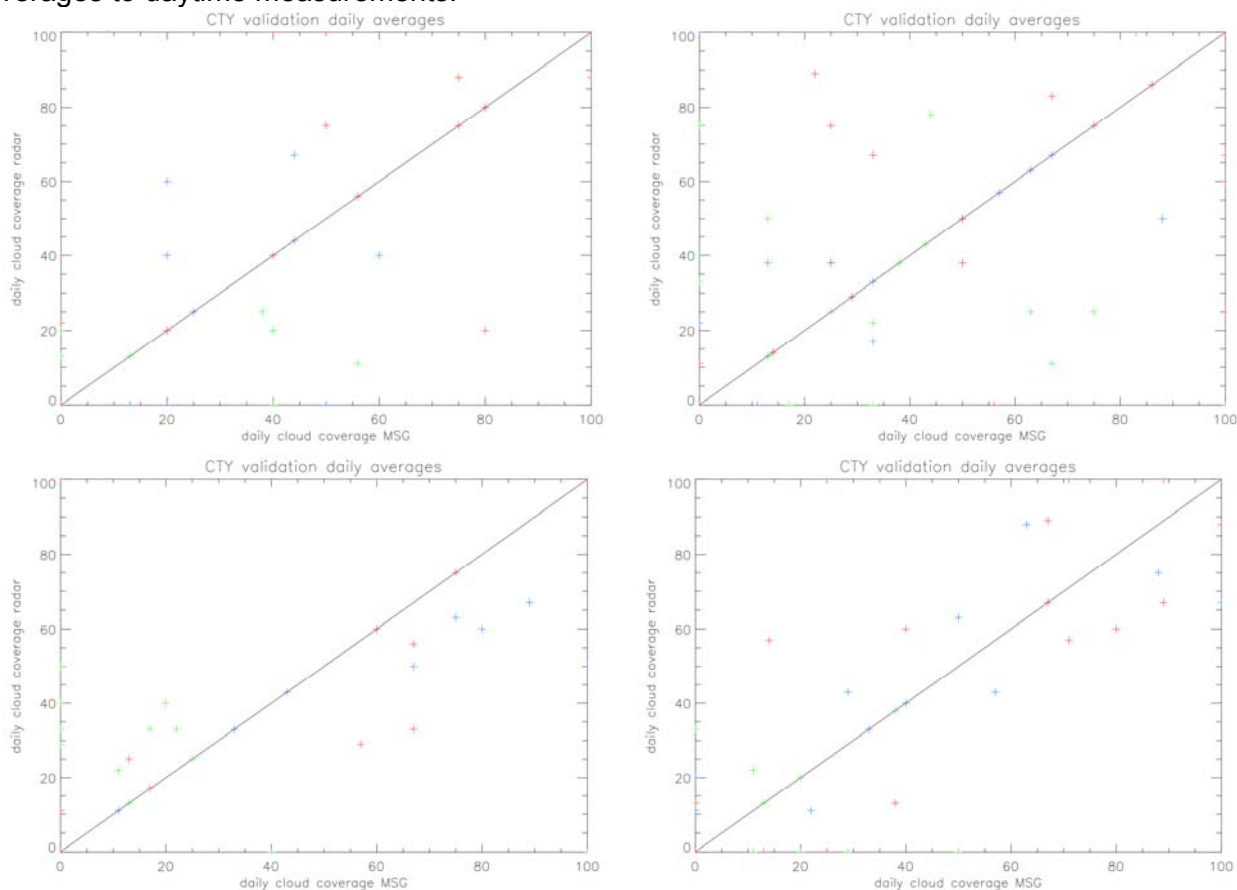 verages to daytime measurements.
CTY validation daily averages
100
80
60
40
20
0
daily cloud coverage radar
0 20 40 60 80 100
daily cloud coverage MSG
CTY validation daily averages
100
80
60
40
20
0
daily cloud coverage radar
0 20 40 60 80 100
daily cloud coverage MSG
CTY validation daily averages
100
80
60
40
20
0
daily cloud coverage radar
0 20 40 60 80 100
daily cloud coverage MSG
CTY validation daily averages
100
80
60
40
20
0
daily cloud coverage radar
0 20 40 60 80 100
daily cloud coverage MSG